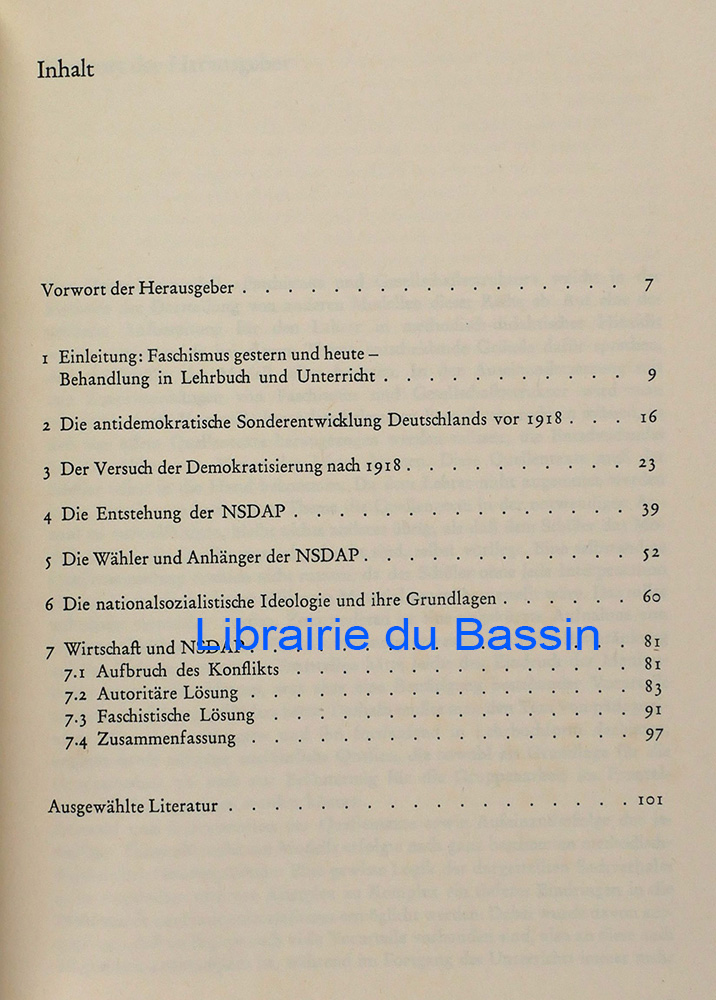 Inhalt
Vorwort der Herausgeber . . . . . . . . . . . . . . . . . 7
1 Einleitung: Faschismus gestern und heute –
Behandlung in Lehrbuch und Unterricht . . . . . . . . . . 9
2 Die antidemokratische Sonderentwicklung Deutschlands vor 1918 . . . 16
3 Der Versuch der Demokratisierung nach 1918 . . . . . . . . . 23
4 Die Entstehung der NSDAP . . . . . . . . . . . . . . 39
5 Die Wähler und Anhänger der NSDAP . . . . . . . . . . . 52
6 Die nationalsozialistische Ideologie und ihre Grundlagen . . . . . 60
Librairie du Bassin
7 Wirtschaft und NSDAP . . . . . . . . . . . . . . . . 81
7.1 Aufbruch des Konflikts . . . . . . . . . . . . . . 81
7.2 Autoritäre Lösung . . . . . . . . . . . . . . . 83
7.3 Faschistische Lösung . . . . . . . . . . . . . . 91
7.4 Zusammenfassung . . . . . . . . . . . . . . . 97
Ausgewählte Literatur . . . . . . . . . . . . . . . . . 101